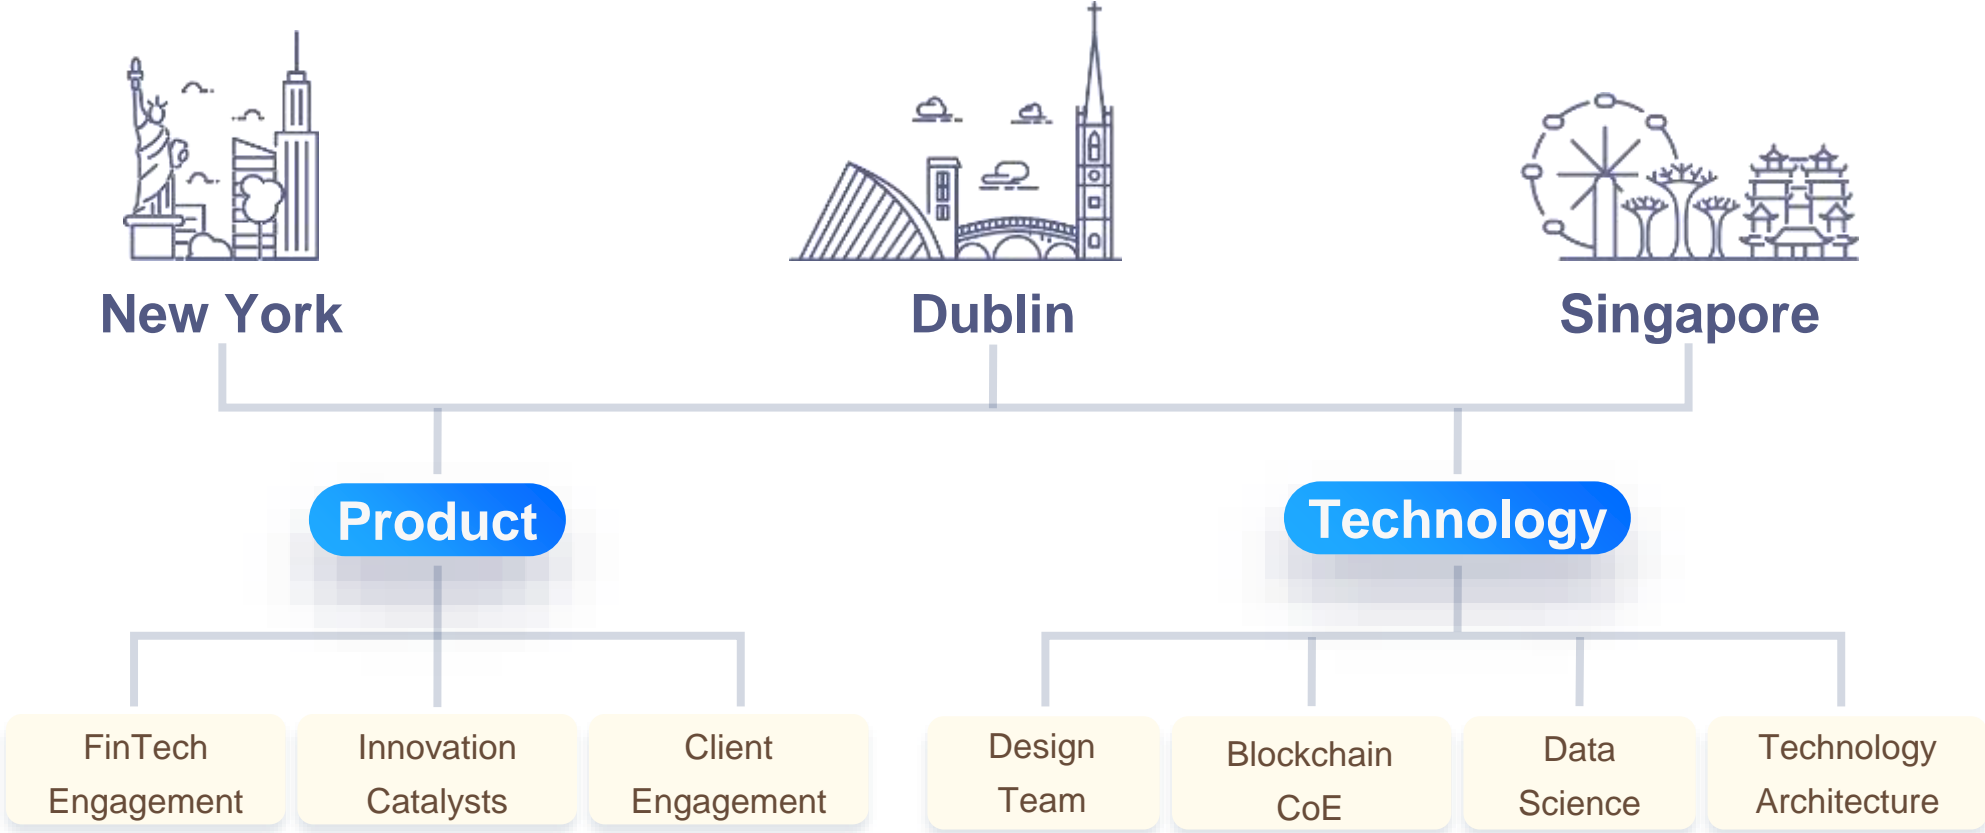 New York
Dublin
Singapore
Product
Technology
FinTech
Engagement
Innovation
Catalysts
Client
Engagement
Design
Team
Blockchain
CoE
Data
Science
Technology
Architecture